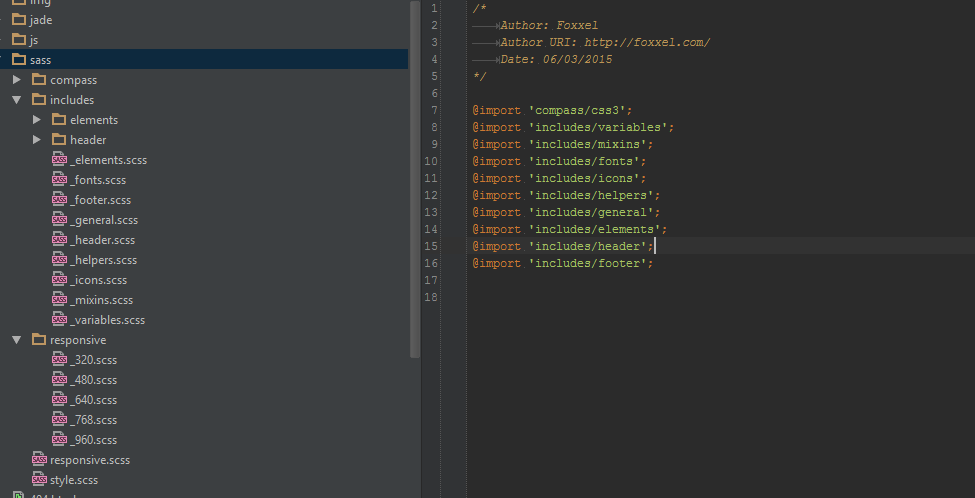 img
jade
js
sass
compass
includes
elements
header
_elements.scss
_fonts.scss
_footer.scss
_general.scss
_header.scss
_helpers.scss
_icons.scss
_mixins.scss
_variables.scss
responsive
_320.scss
_480.scss
_640.scss
_768.scss
_960.scss
responsive.scss
style.scss
1 /*
2 Author: Foxxel
3 Author URI: http://foxxel.com/
4 Date: 06/03/2015
5 */
6
7 @import 'compass/css3';
8 @import 'includes/variables';
9 @import 'includes/mixins';
10 @import 'includes/fonts';
11 @import 'includes/icons';
12 @import 'includes/helpers';
13 @import 'includes/general';
14 @import 'includes/elements';
15 @import 'includes/header';
16 @import 'includes/footer';
17
18